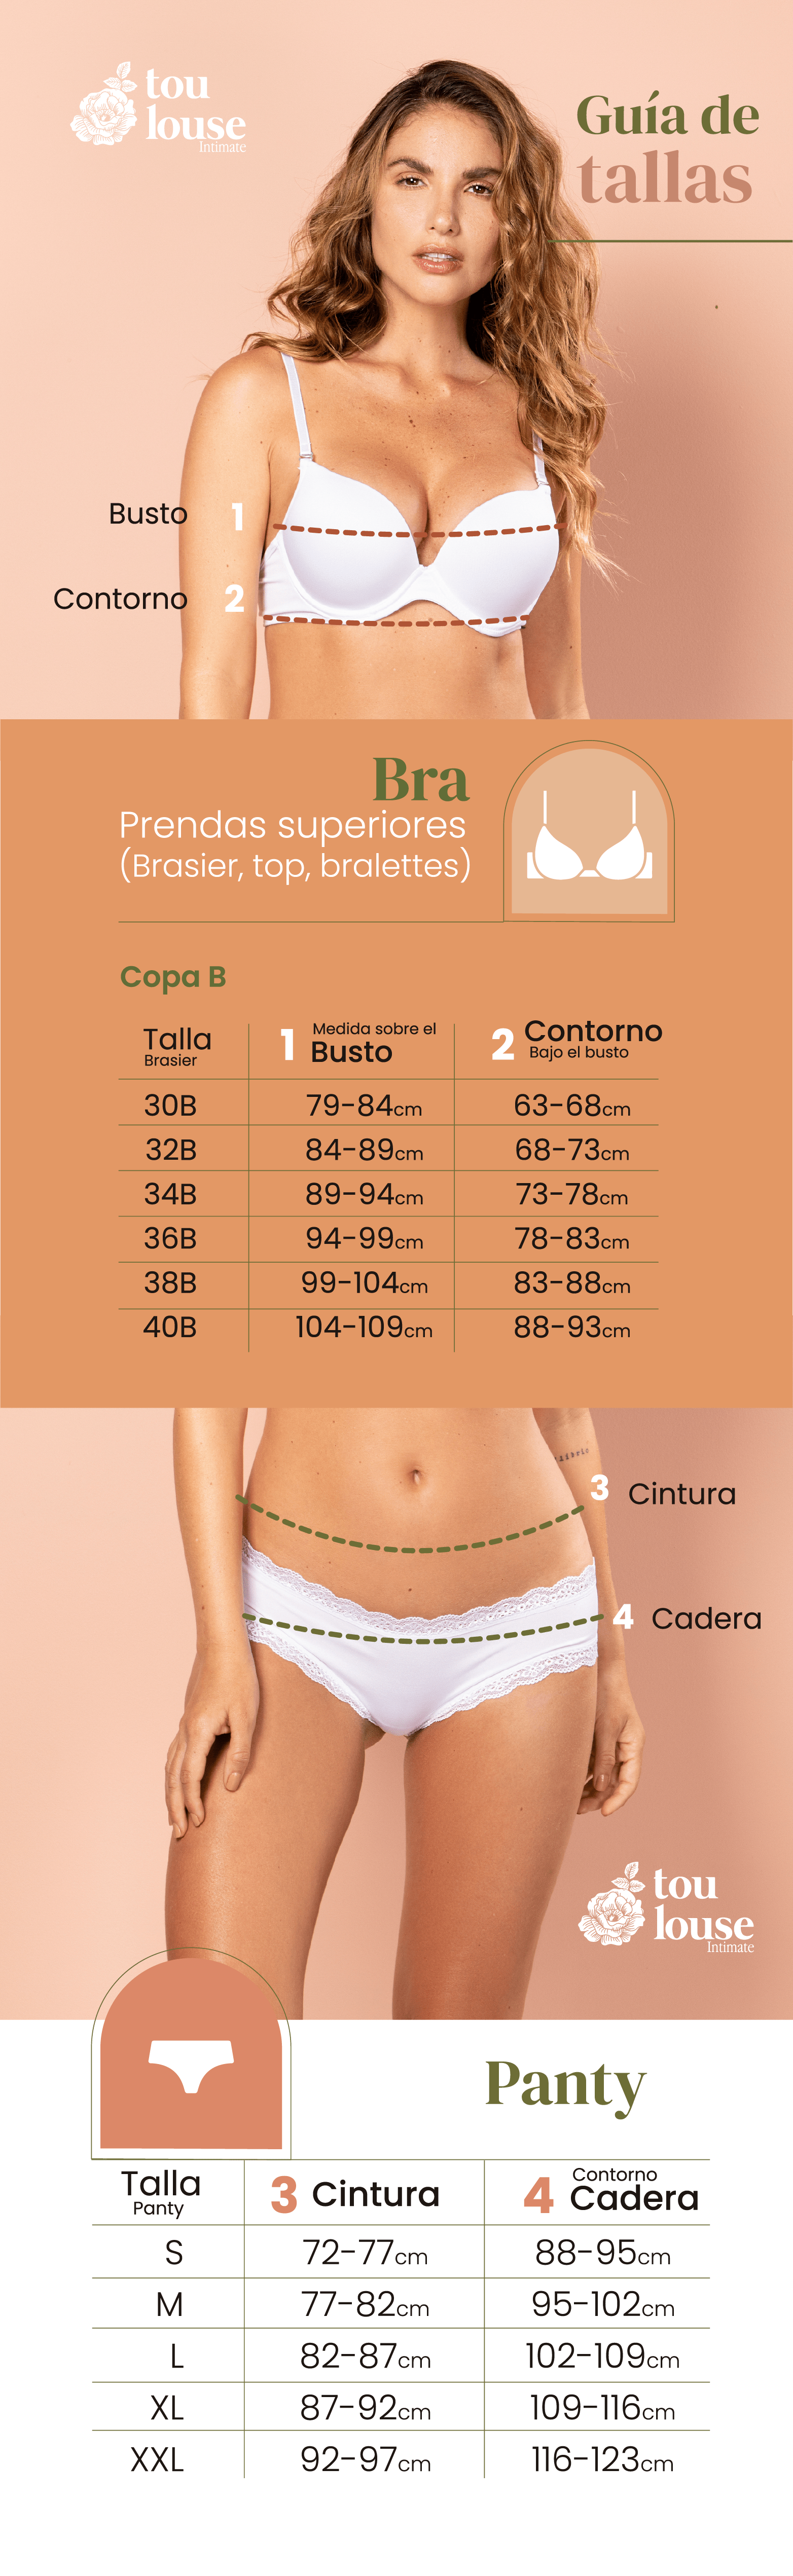 tou
louse
Intimate
Guía de
tallas
Busto 1
Contorno 2
Bra
Prendas superiores
(Brasier, top, bralettes)
Copa B
Talla
Brasier
1 Medida sobre el
Busto
2 Contorno
Bajo el busto
30B 79-84cm 63-68cm
32B 84-89cm 68-73cm
34B 89-94cm 73-78cm
36B 94-99cm 78-83cm
38B 99-104cm 83-88cm
40B 104-109cm 88-93cm
3 Cintura
4 Cadera
tou
louse
Intimate
Panty
Talla
Panty
3 Cintura
4 Contorno
Cadera
S 72-77cm 88-95cm
M 77-82cm 95-102cm
L 82-87cm 102-109cm
XL 87-92cm 109-116cm
XXL 92-97cm 116-123cm